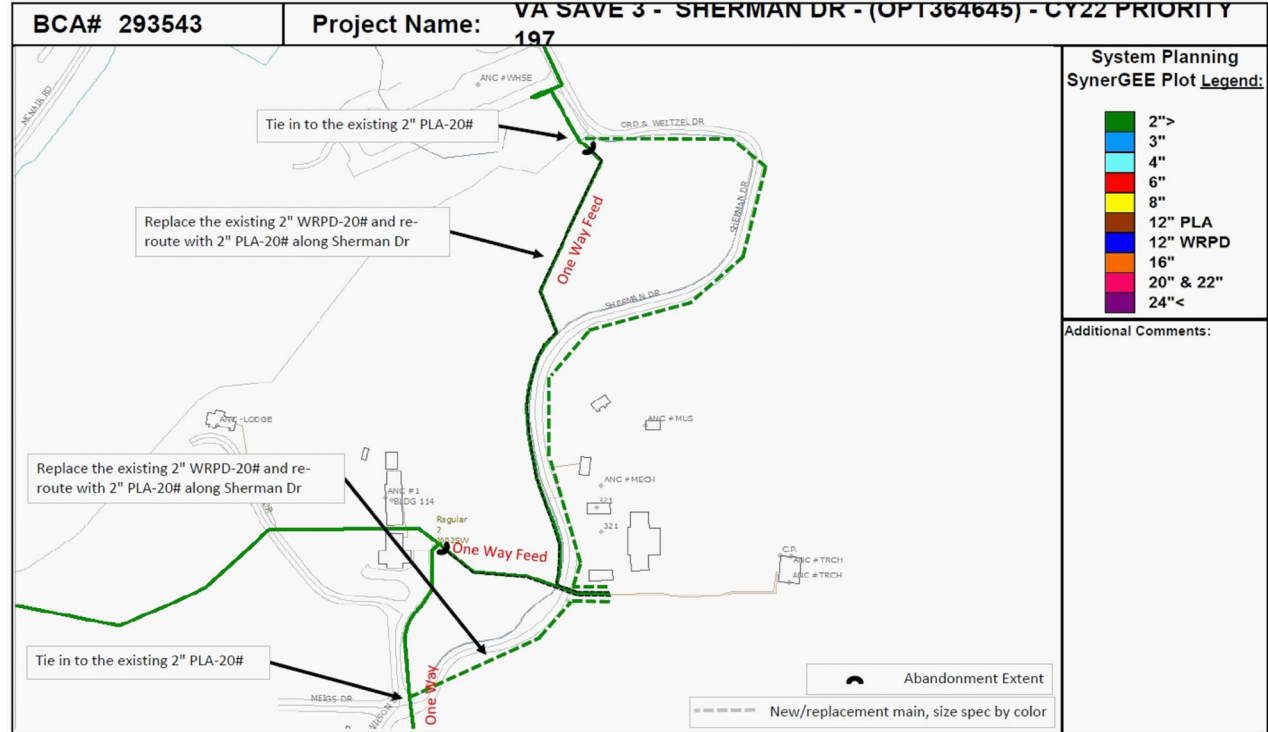 BCA# 293543
Project Name:
VA SAVE 3 - SHERMAN DR - (OPT364645) - CY22 PRIORITY
197
System Planning
SynerGEE Plot Legend:
2">
3"
4"
6"
8"
12" PLA
12" WRPD
16"
20" & 22"
24"<
Additional Comments:
MCNAIR RD
ANC #WHSE
Tie in to the existing 2" PLA-20#
ORD & WEITZEL DR
SHERMAN DR
Replace the existing 2" WRPD-20# and re-
route with 2" PLA-20# along Sherman Dr
One Way Feed
SHERMAN DR
ANC -LODGE
ANC #MUS
Replace the existing 2" WRPD-20# and re-
route with 2" PLA-20# along Sherman Dr
ANC #1
BLDG 114
DR
ANC #MECH
321
321
Regular
2
One Way Feed
ANC #TRCH
ANC #TRCH
Tie in to the existing 2" PLA-20#
One Way
MEIGS DR
Abandonment Extent
New/replacement main, size spec by color